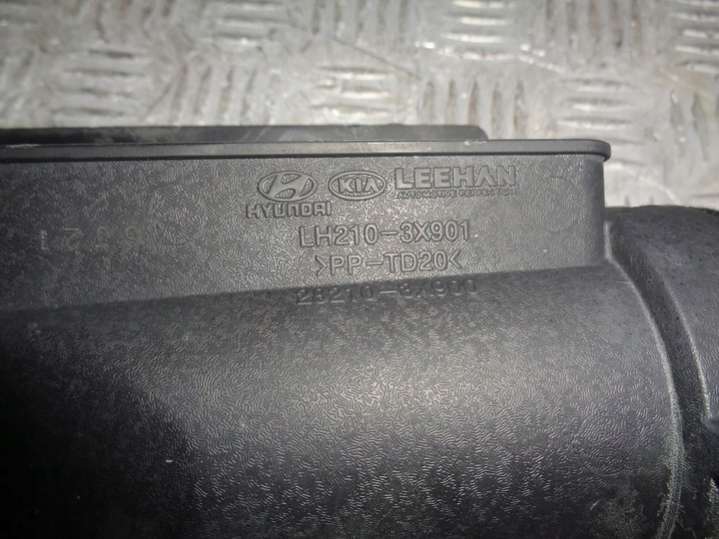 HYUNDAI KIA LEEHAN
LH210-3X901
>PP-TD20<
28210-3X900